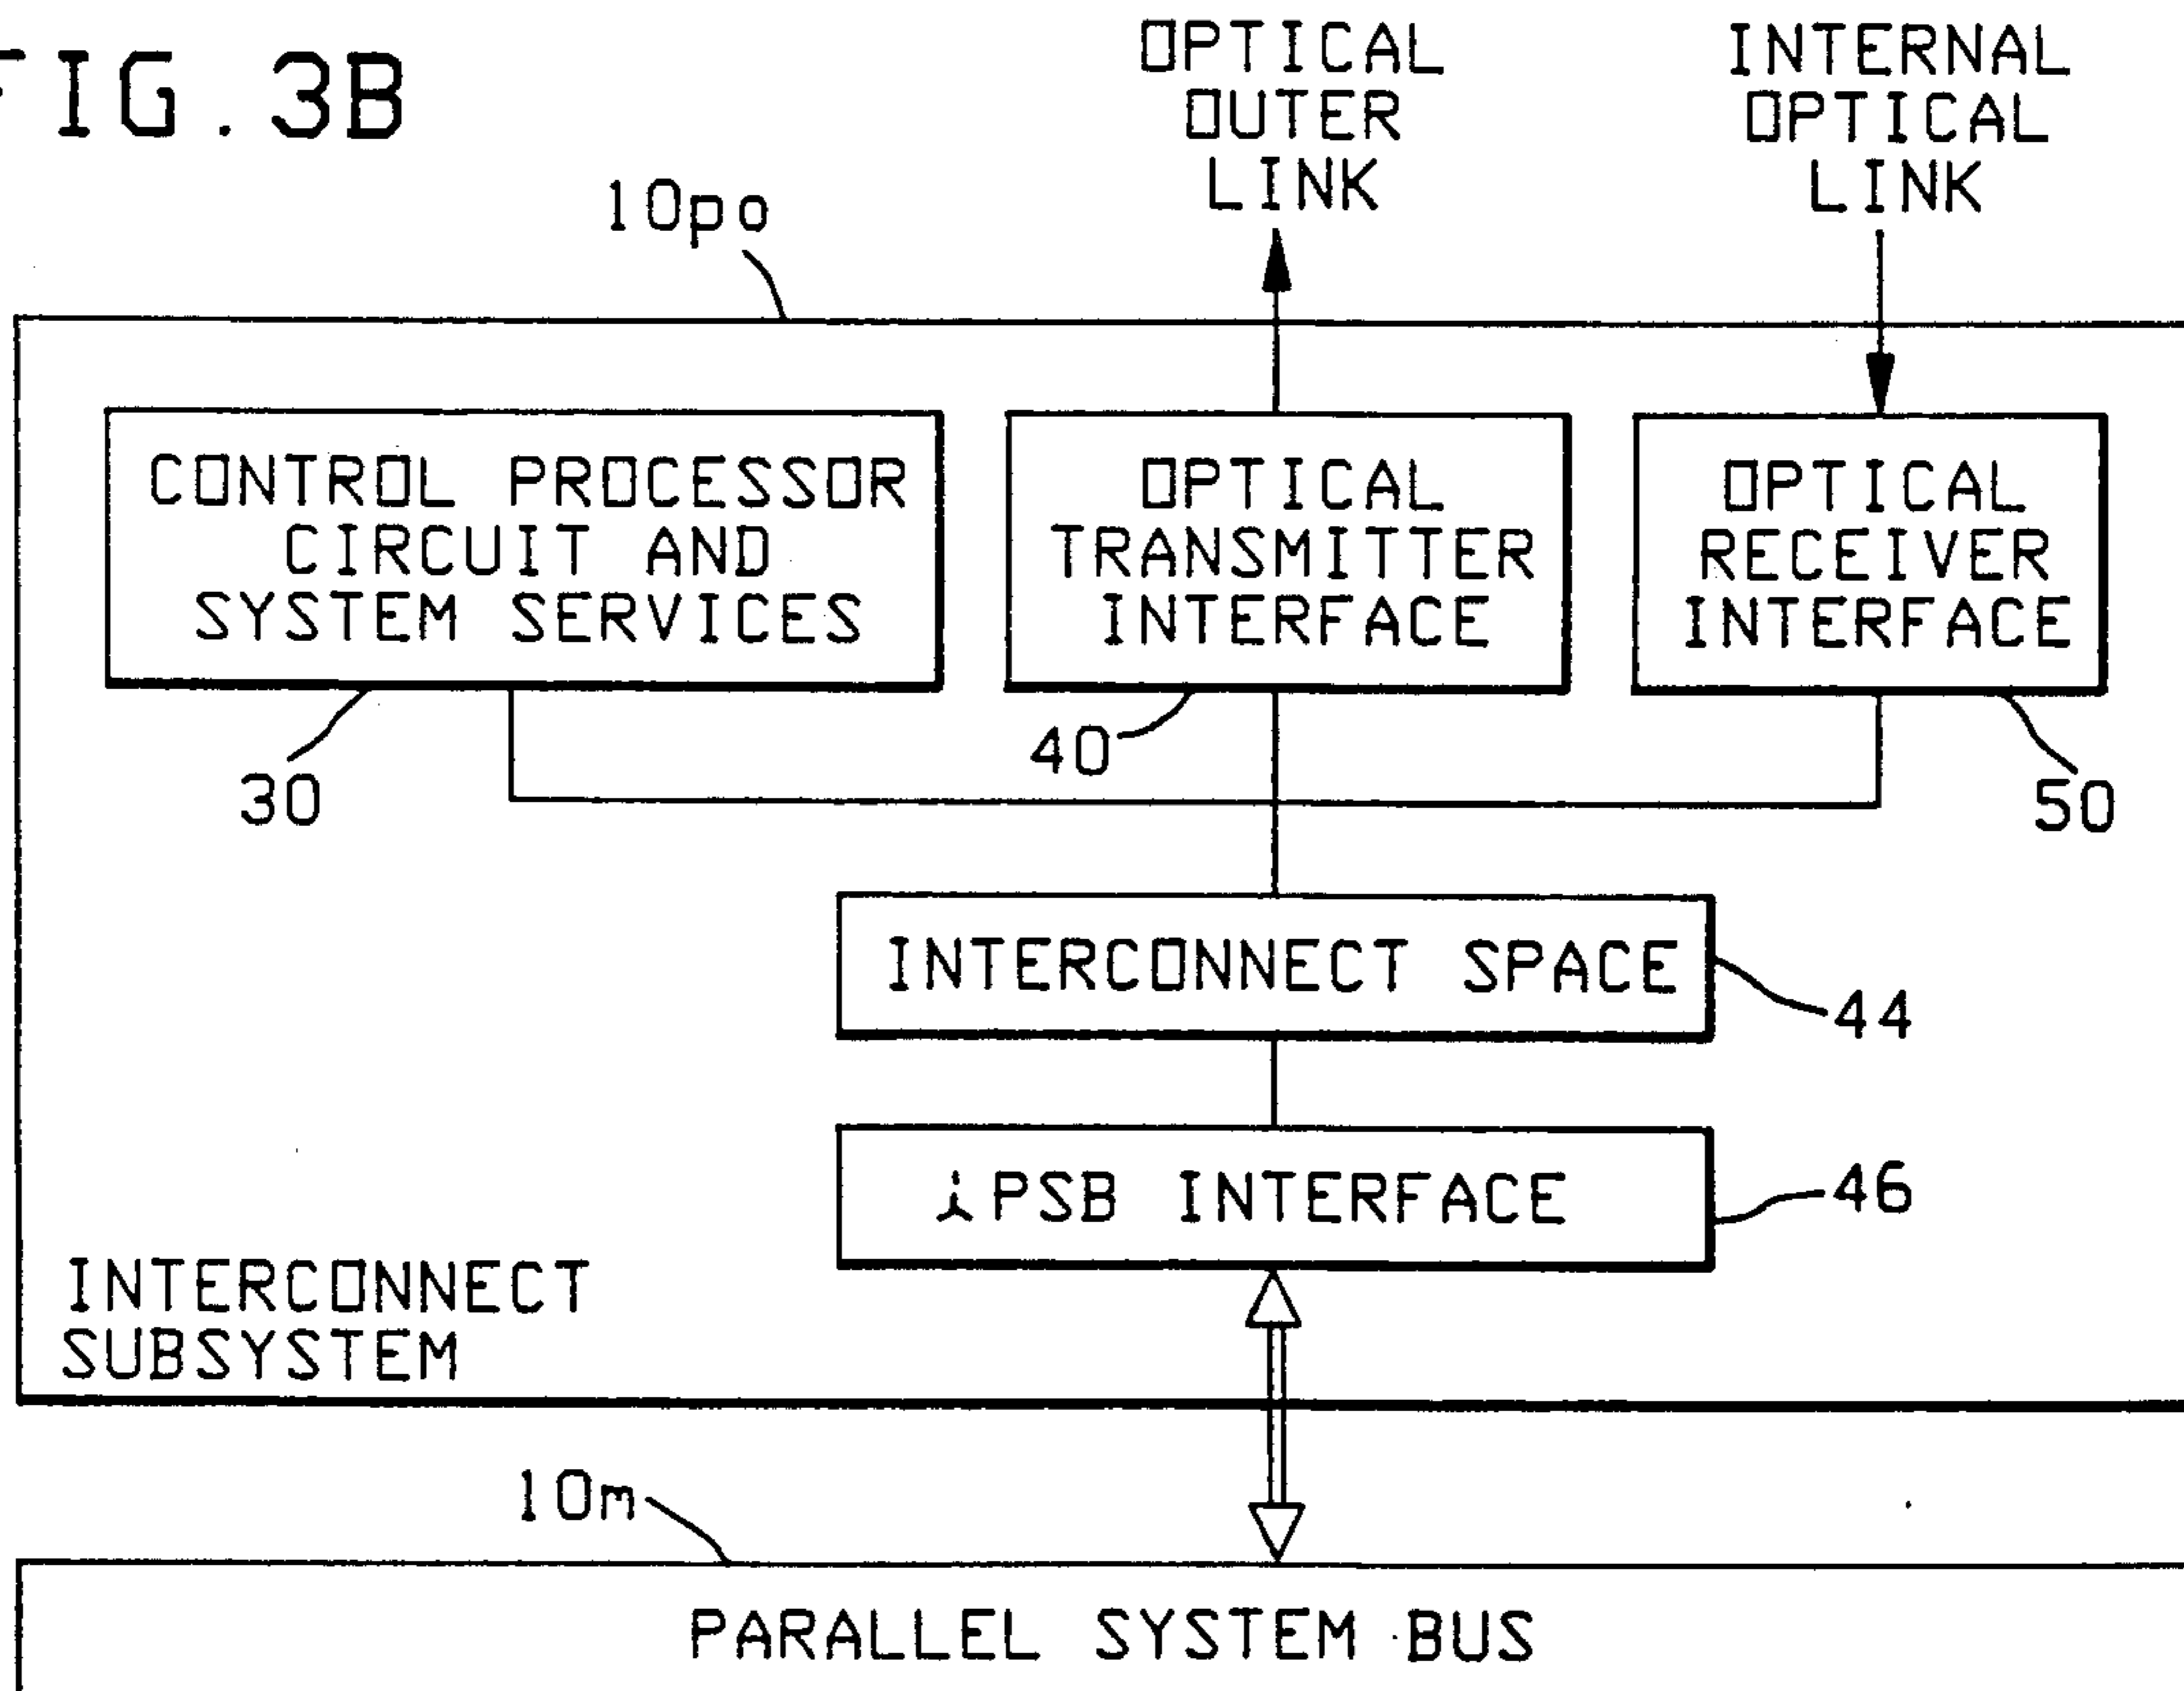 FIG. 3B
OPTICAL
OUTER
LINK
INTERNAL
OPTICAL
LINK
10po
CONTROL PROCESSOR
CIRCUIT AND
SYSTEM SERVICES
OPTICAL
TRANSMITTER
INTERFACE
OPTICAL
RECEIVER
INTERFACE
30
40
50
INTERCONNECT SPACE
44
iPSB INTERFACE
46
INTERCONNECT
SUBSYSTEM
10m
PARALLEL SYSTEM BUS